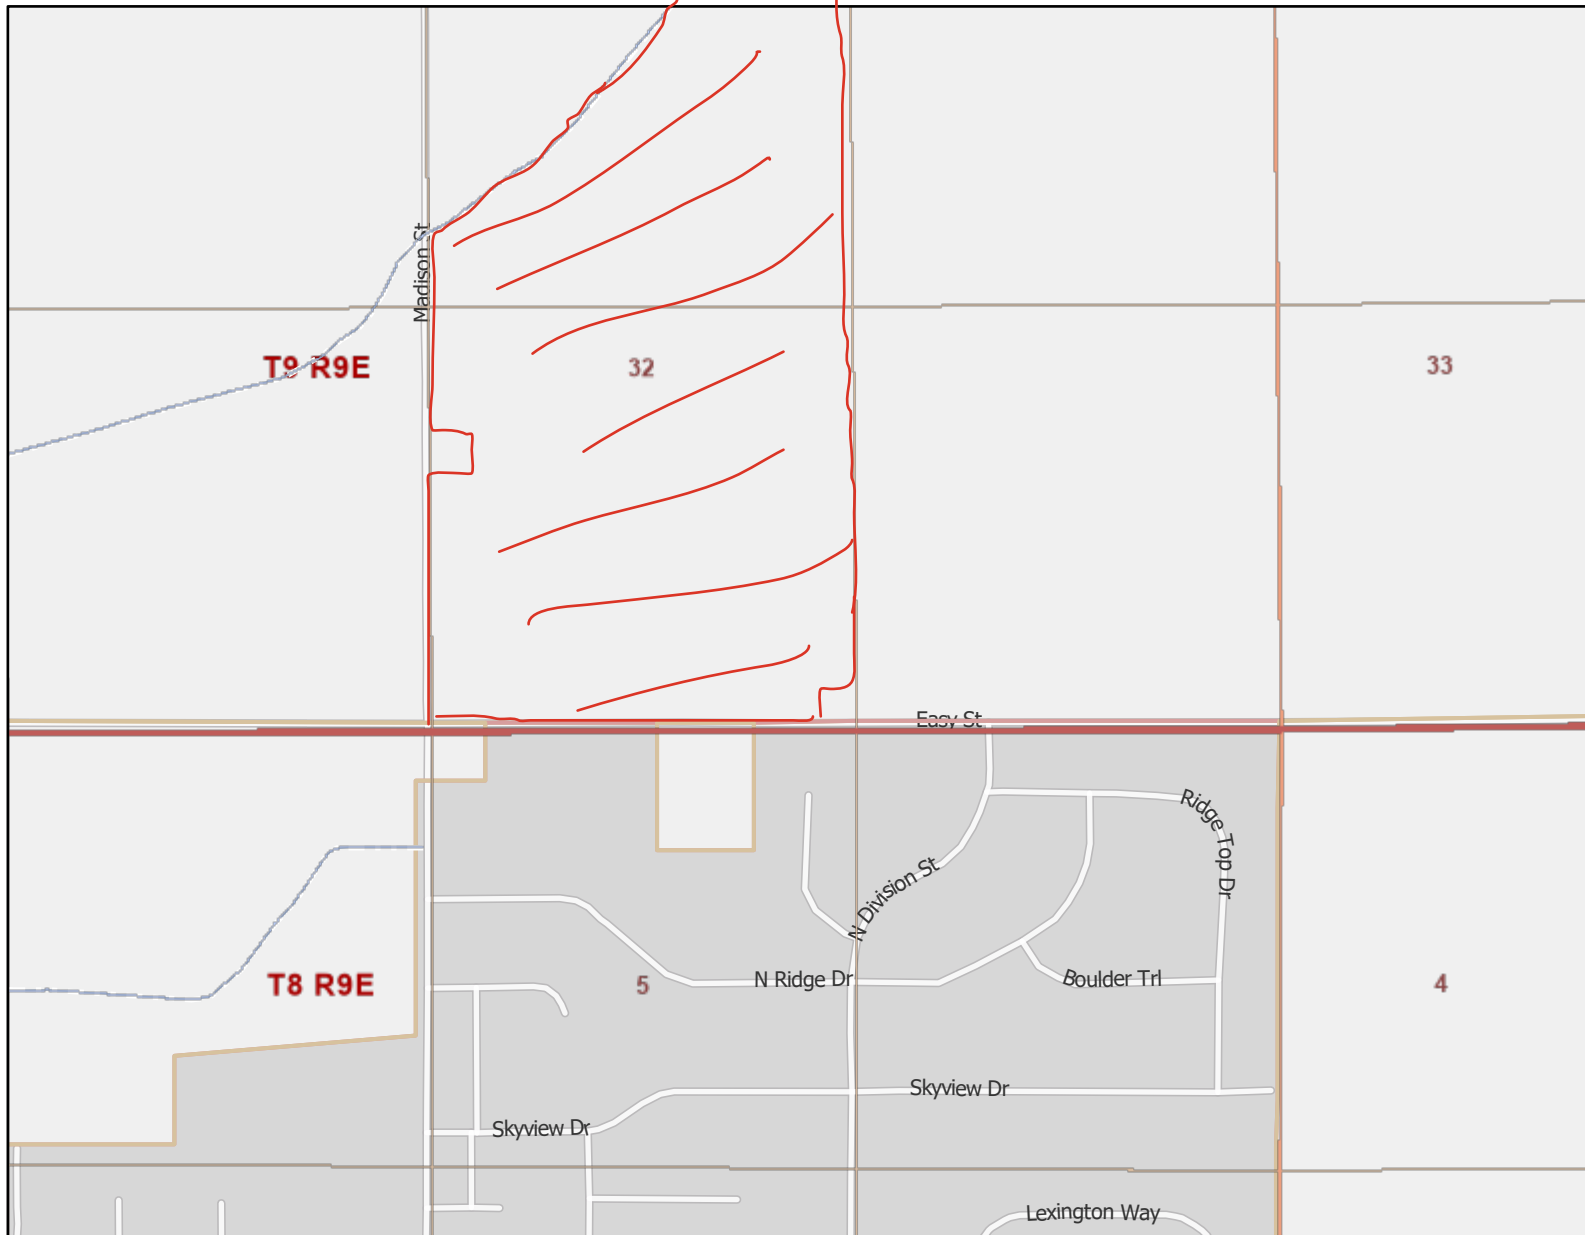 Madison St
T9 R9E
32
33
Easy St
Ridge Top Dr
N Division St
T8 R9E
5
N Ridge Dr
Boulder Trl
4
Skyview Dr
Skyview Dr
Lexington Way